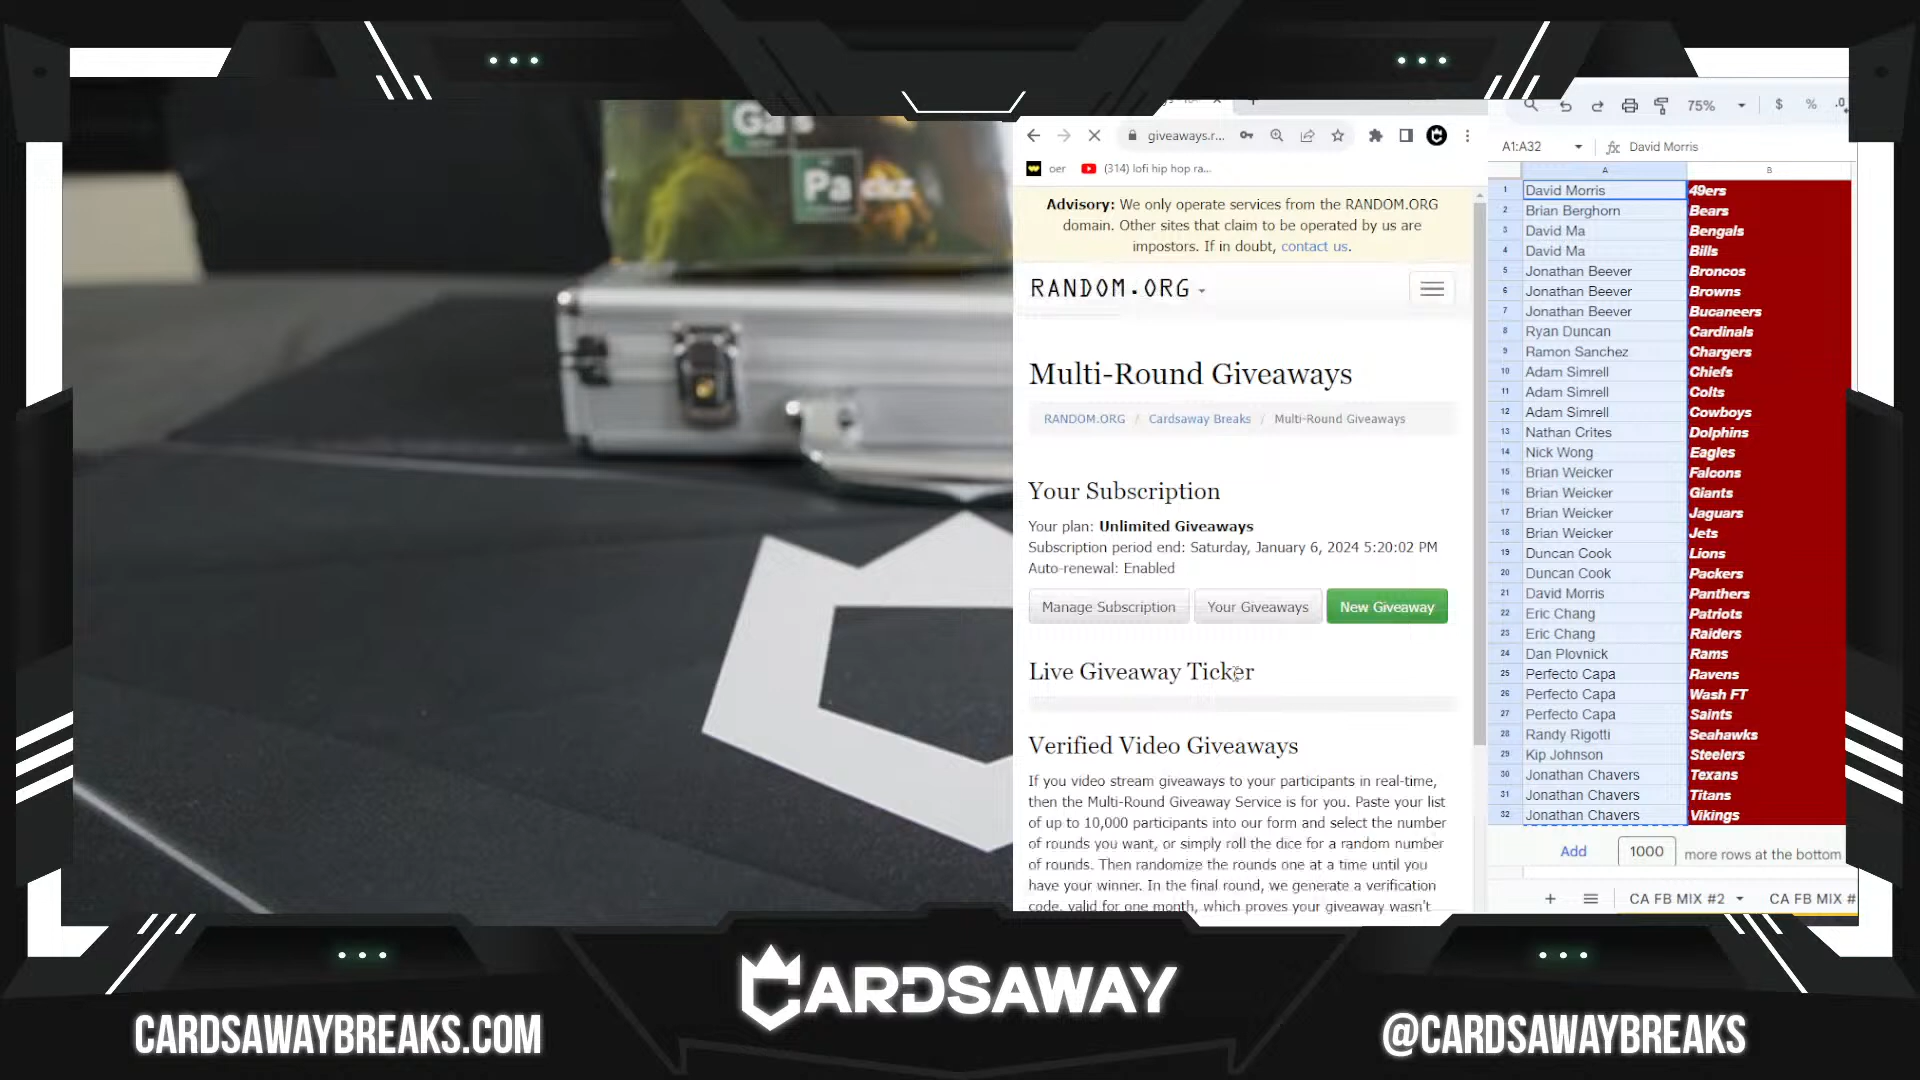 Ga s
Pa ckz
giveaways.r...
oer
(314) lofi hip hop ra...
Advisory: We only operate services from the RANDOM.ORG
domain. Other sites that claim to be operated by us are
impostors. If in doubt, contact us.
RANDOM.ORG
Multi-Round Giveaways
RANDOM.ORG / Cardsaway Breaks / Multi-Round Giveaways
Your Subscription
Your plan: Unlimited Giveaways
Subscription period end: Saturday, January 6, 2024 5:20:02 PM
Auto-renewal: Enabled
Manage Subscription
Your Giveaways
New Giveaway
Live Giveaway Ticker
Verified Video Giveaways
If you video stream giveaways to your participants in real-time,
then the Multi-Round Giveaway Service is for you. Paste your list
of up to 10,000 participants into our form and select the number
of rounds you want, or simply roll the dice for a random number
of rounds. Then randomize the rounds one at a time until you
have your winner. In the final round, we generate a verification
code, valid for one month, which proves your giveaway wasn't
75% $ % .0
A1:A32 fx David Morris
A B
1 David Morris 49ers
2 Brian Berghorn Bears
3 David Ma Bengals
4 David Ma Bills
5 Jonathan Beever Broncos
6 Jonathan Beever Browns
7 Jonathan Beever Bucaneers
8 Ryan Duncan Cardinals
9 Ramon Sanchez Chargers
10 Adam Simrell Chiefs
11 Adam Simrell Colts
12 Adam Simrell Cowboys
13 Nathan Crites Dolphins
14 Nick Wong Eagles
15 Brian Weicker Falcons
16 Brian Weicker Giants
17 Brian Weicker Jaguars
18 Brian Weicker Jets
19 Duncan Cook Lions
20 Duncan Cook Packers
21 David Morris Panthers
22 Eric Chang Patriots
23 Eric Chang Raiders
24 Dan Plovnick Rams
25 Perfecto Capa Ravens
26 Perfecto Capa Wash FT
27 Perfecto Capa Saints
28 Randy Rigotti Seahawks
29 Kip Johnson Steelers
30 Jonathan Chavers Texans
31 Jonathan Chavers Titans
32 Jonathan Chavers Vikings
Add 1000 more rows at the bottom
CA FB MIX #2 CA FB MIX #
CARDSAWAY
CARDSAWAYBREAKS.COM
@CARDSAWAYBREAKS